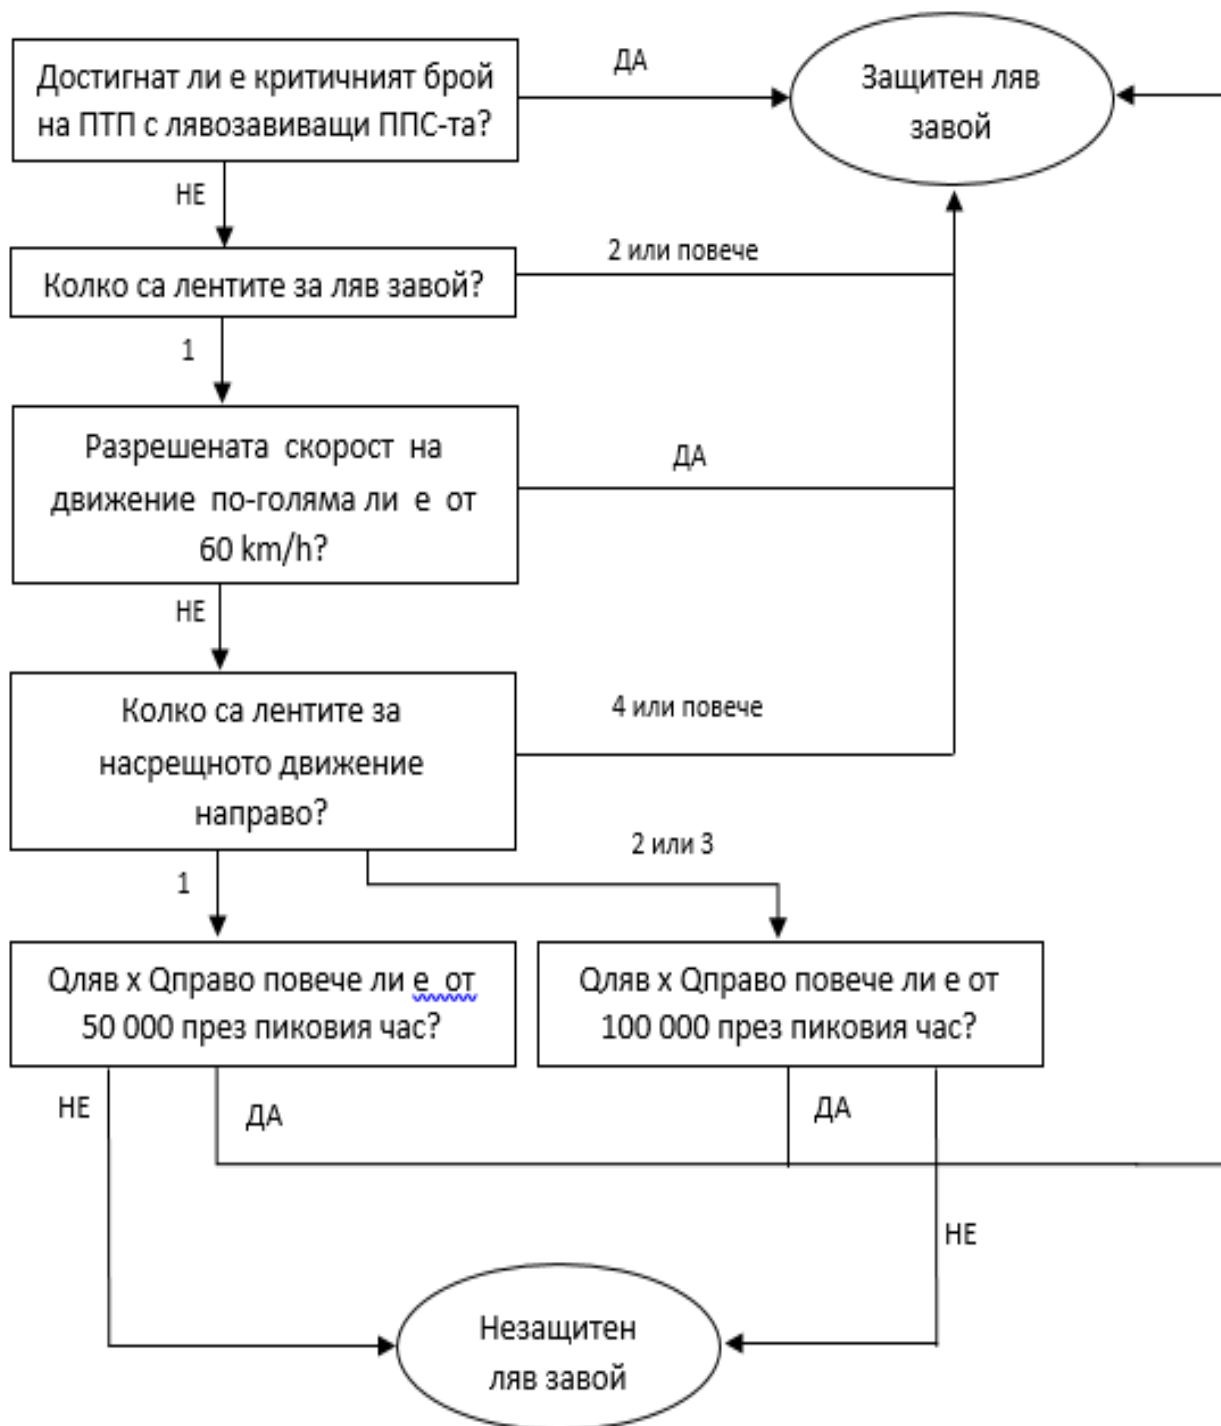 Достигнат ли е критичният брой
на ПТП с лявозавиващи ППС-та?
ДА
Защитен ляв
завой
НЕ
Колко са лентите за ляв завой?
2 или повече
1
Разрешената скорост на
движение по-голяма ли е от
60 km/h?
ДА
НЕ
Колко са лентите за
насрещното движение
направо?
4 или повече
2 или 3
1
Qляв x Qправо повече ли е от
50 000 през пиковия час?
Qляв x Qправо повече ли е от
100 000 през пиковия час?
НЕ
ДА
ДА
НЕ
Незащитен
ляв завой